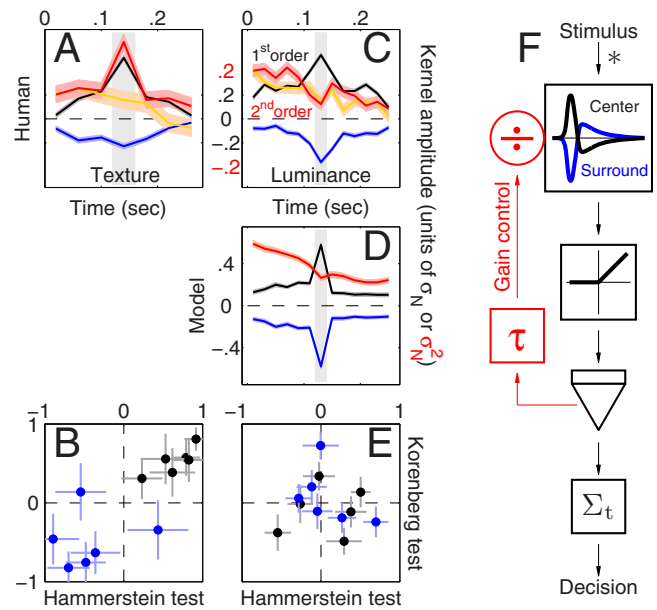 0 .1 .2
0 .1 .2
A
C
F
Human
1st order
2nd order
.2
.2
0
-.2
-.2
Texture
Luminance
Time (sec)
Time (sec)
Kernel amplitude (units of σN or σ²N)
D
Model
.4
0
-.4
-1 0 1
-1 0 1
B
E
1
0
-1
Korenberg test
Hammerstein test
Hammerstein test
Stimulus
*
Center
Surround
÷
Gain control
τ
Σt
Decision